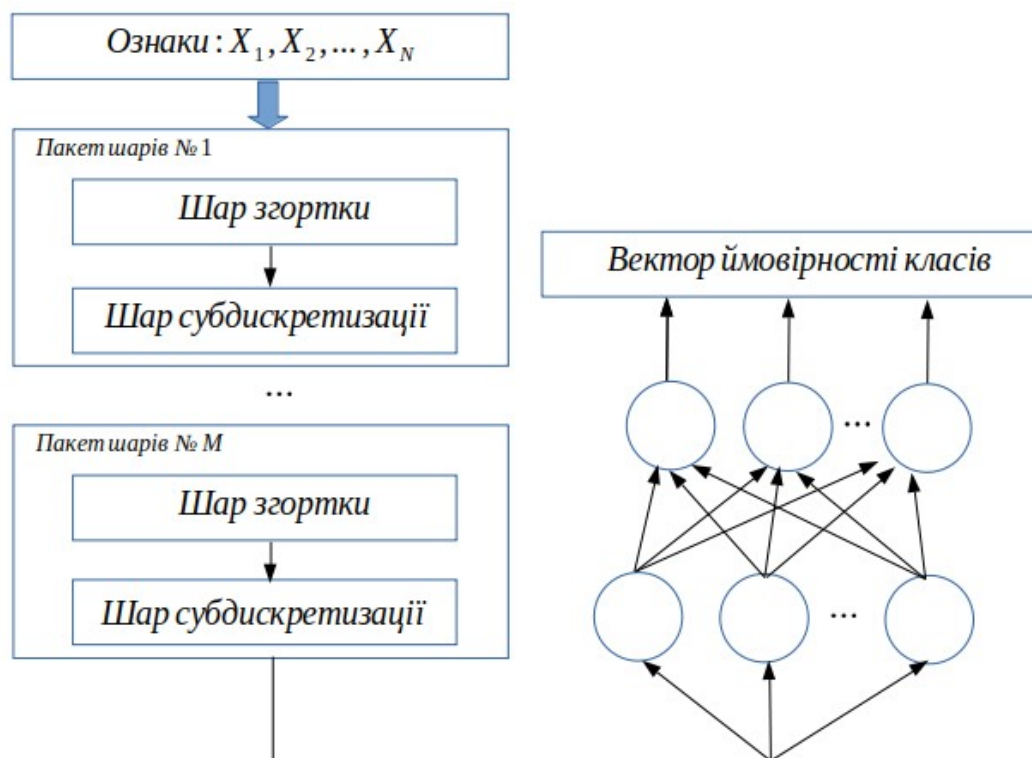 Ознаки : X₁, X₂, ..., X_N
Пакет шарів № 1
Шар згортки
Шар субдискретизації
...
Пакет шарів № M
Шар згортки
Шар субдискретизації
Вектор ймовірності класів
...
...